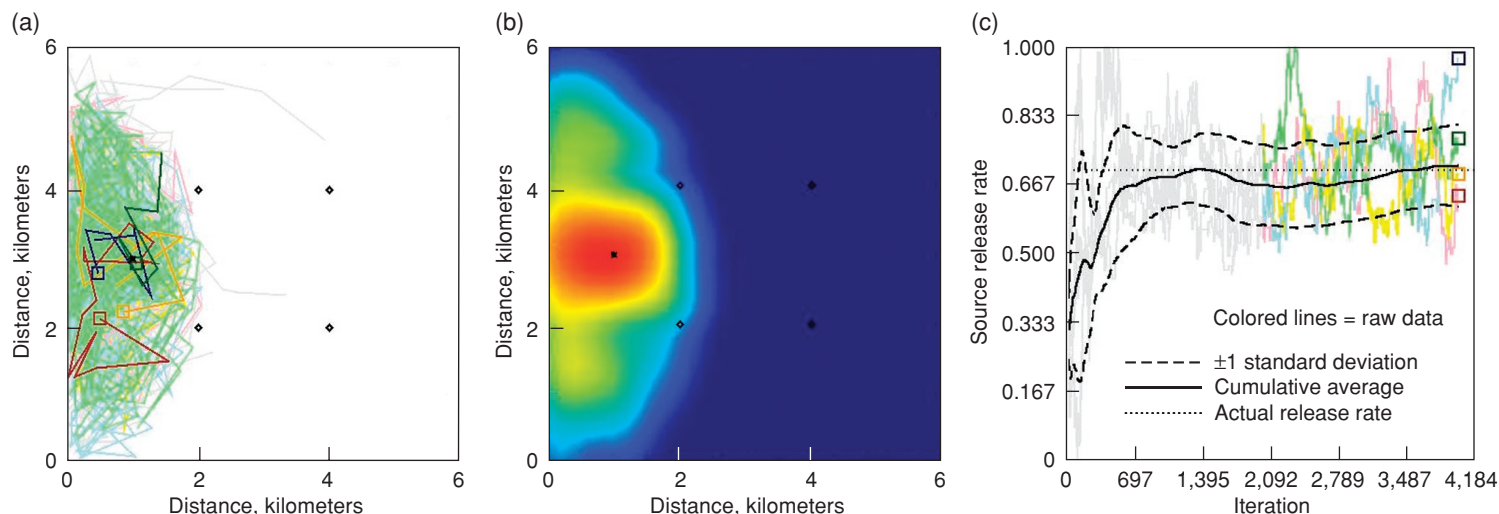 (a)
6
4
2
0
0
2
4
6
Distance, kilometers
Distance, kilometers
(b)
6
4
2
0
0
2
4
6
Distance, kilometers
Distance, kilometers
(c)
1.000
0.833
0.667
0.500
0.333
0.167
0
Source release rate
Colored lines = raw data
±1 standard deviation
Cumulative average
Actual release rate
0
697
1,395
2,092
2,789
3,487
4,184
Iteration